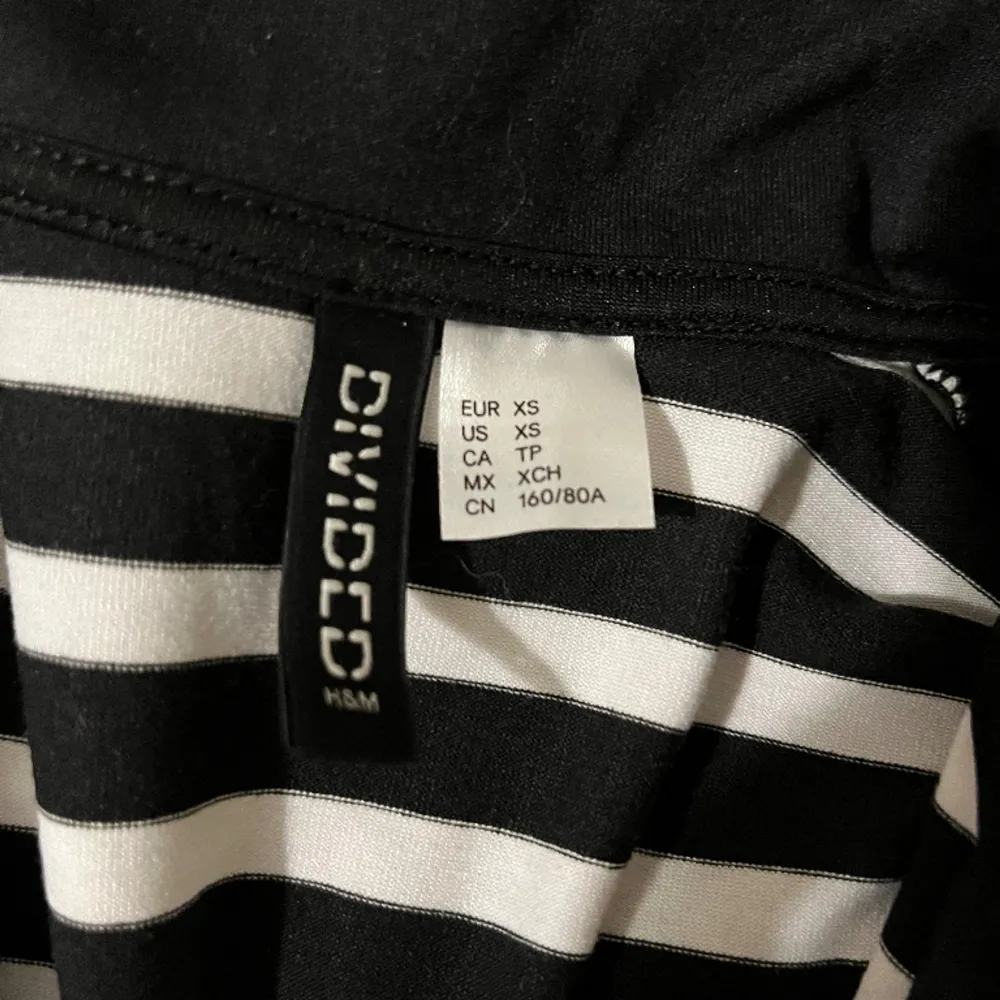 DIVIDED
H&M
EUR XS
US XS
CA TP
MX XCH
CN 160/80A